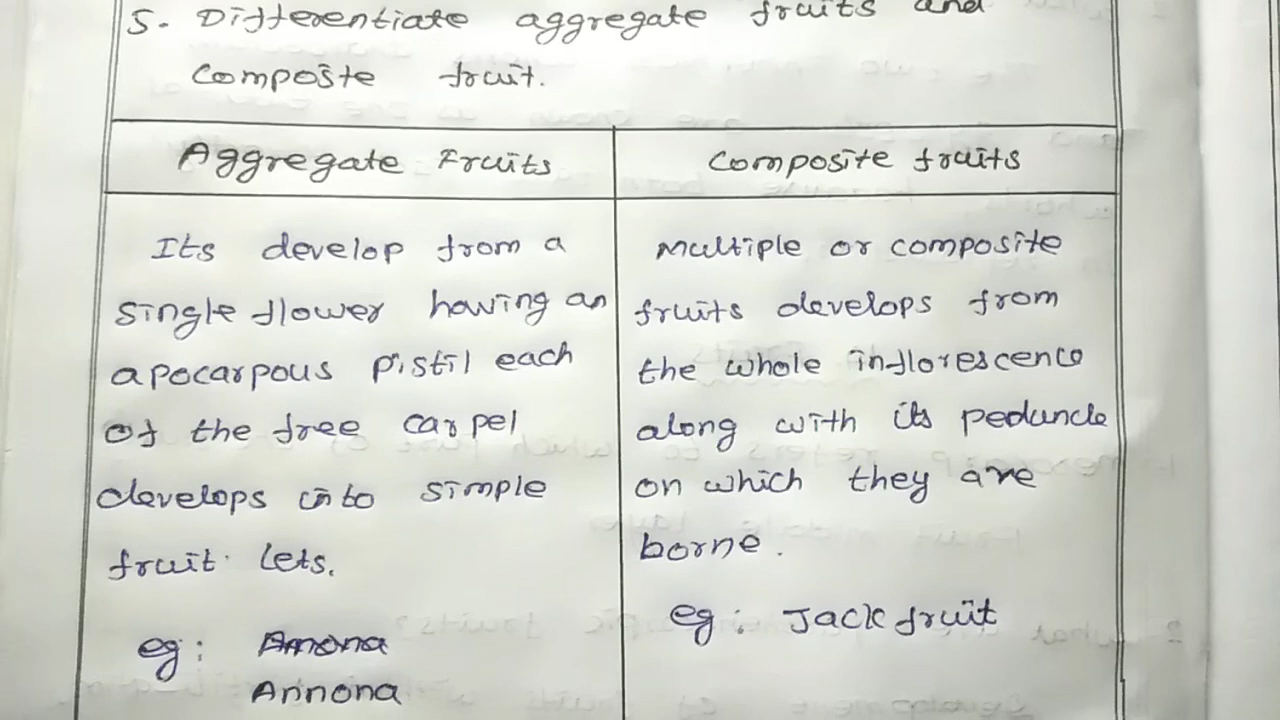 5. Differentiate aggregate fruits and
composite fruit.
Aggregate Fruits
Its develop from a
single flower having an
apocarpous pistil each
of the free carpel
develops into simple
fruit lets.
eg: Annona
Annona
Composite fruits
Multiple or composite
fruits develops from
the whole inflorescence
along with its peduncle
on which they are
borne.
eg: Jack fruit